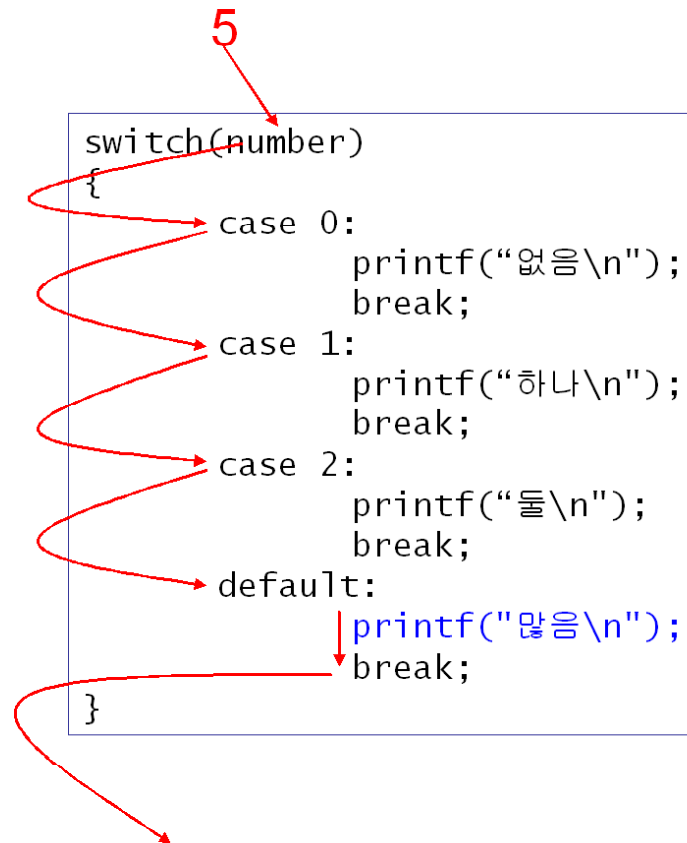 5
switch(number)
{
case 0:
printf(“없음\n");
break;
case 1:
printf(“하나\n");
break;
case 2:
printf(“둘\n");
break;
default:
printf("많음\n");
break;
}